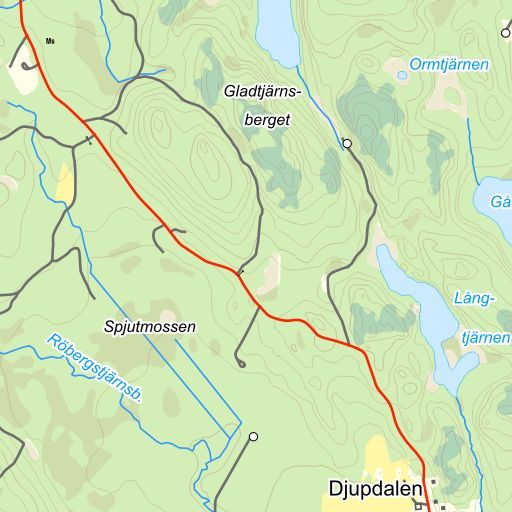 Ms
Ormtjärnen
Gladtjärns-
berget
Gå
Lång-
tjärnen
Spjutmossen
Röbergstjärnsb.
Djupdalen